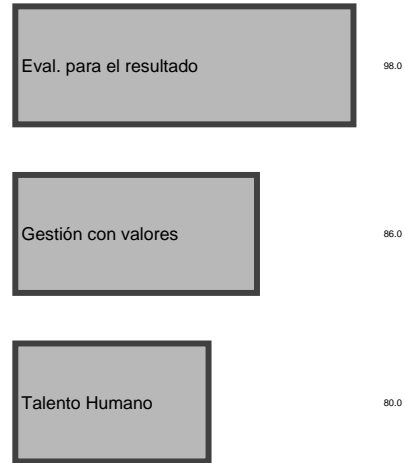 Eval. para el resultado 98.0
Gestión con valores 86.0
Talento Humano 80.0